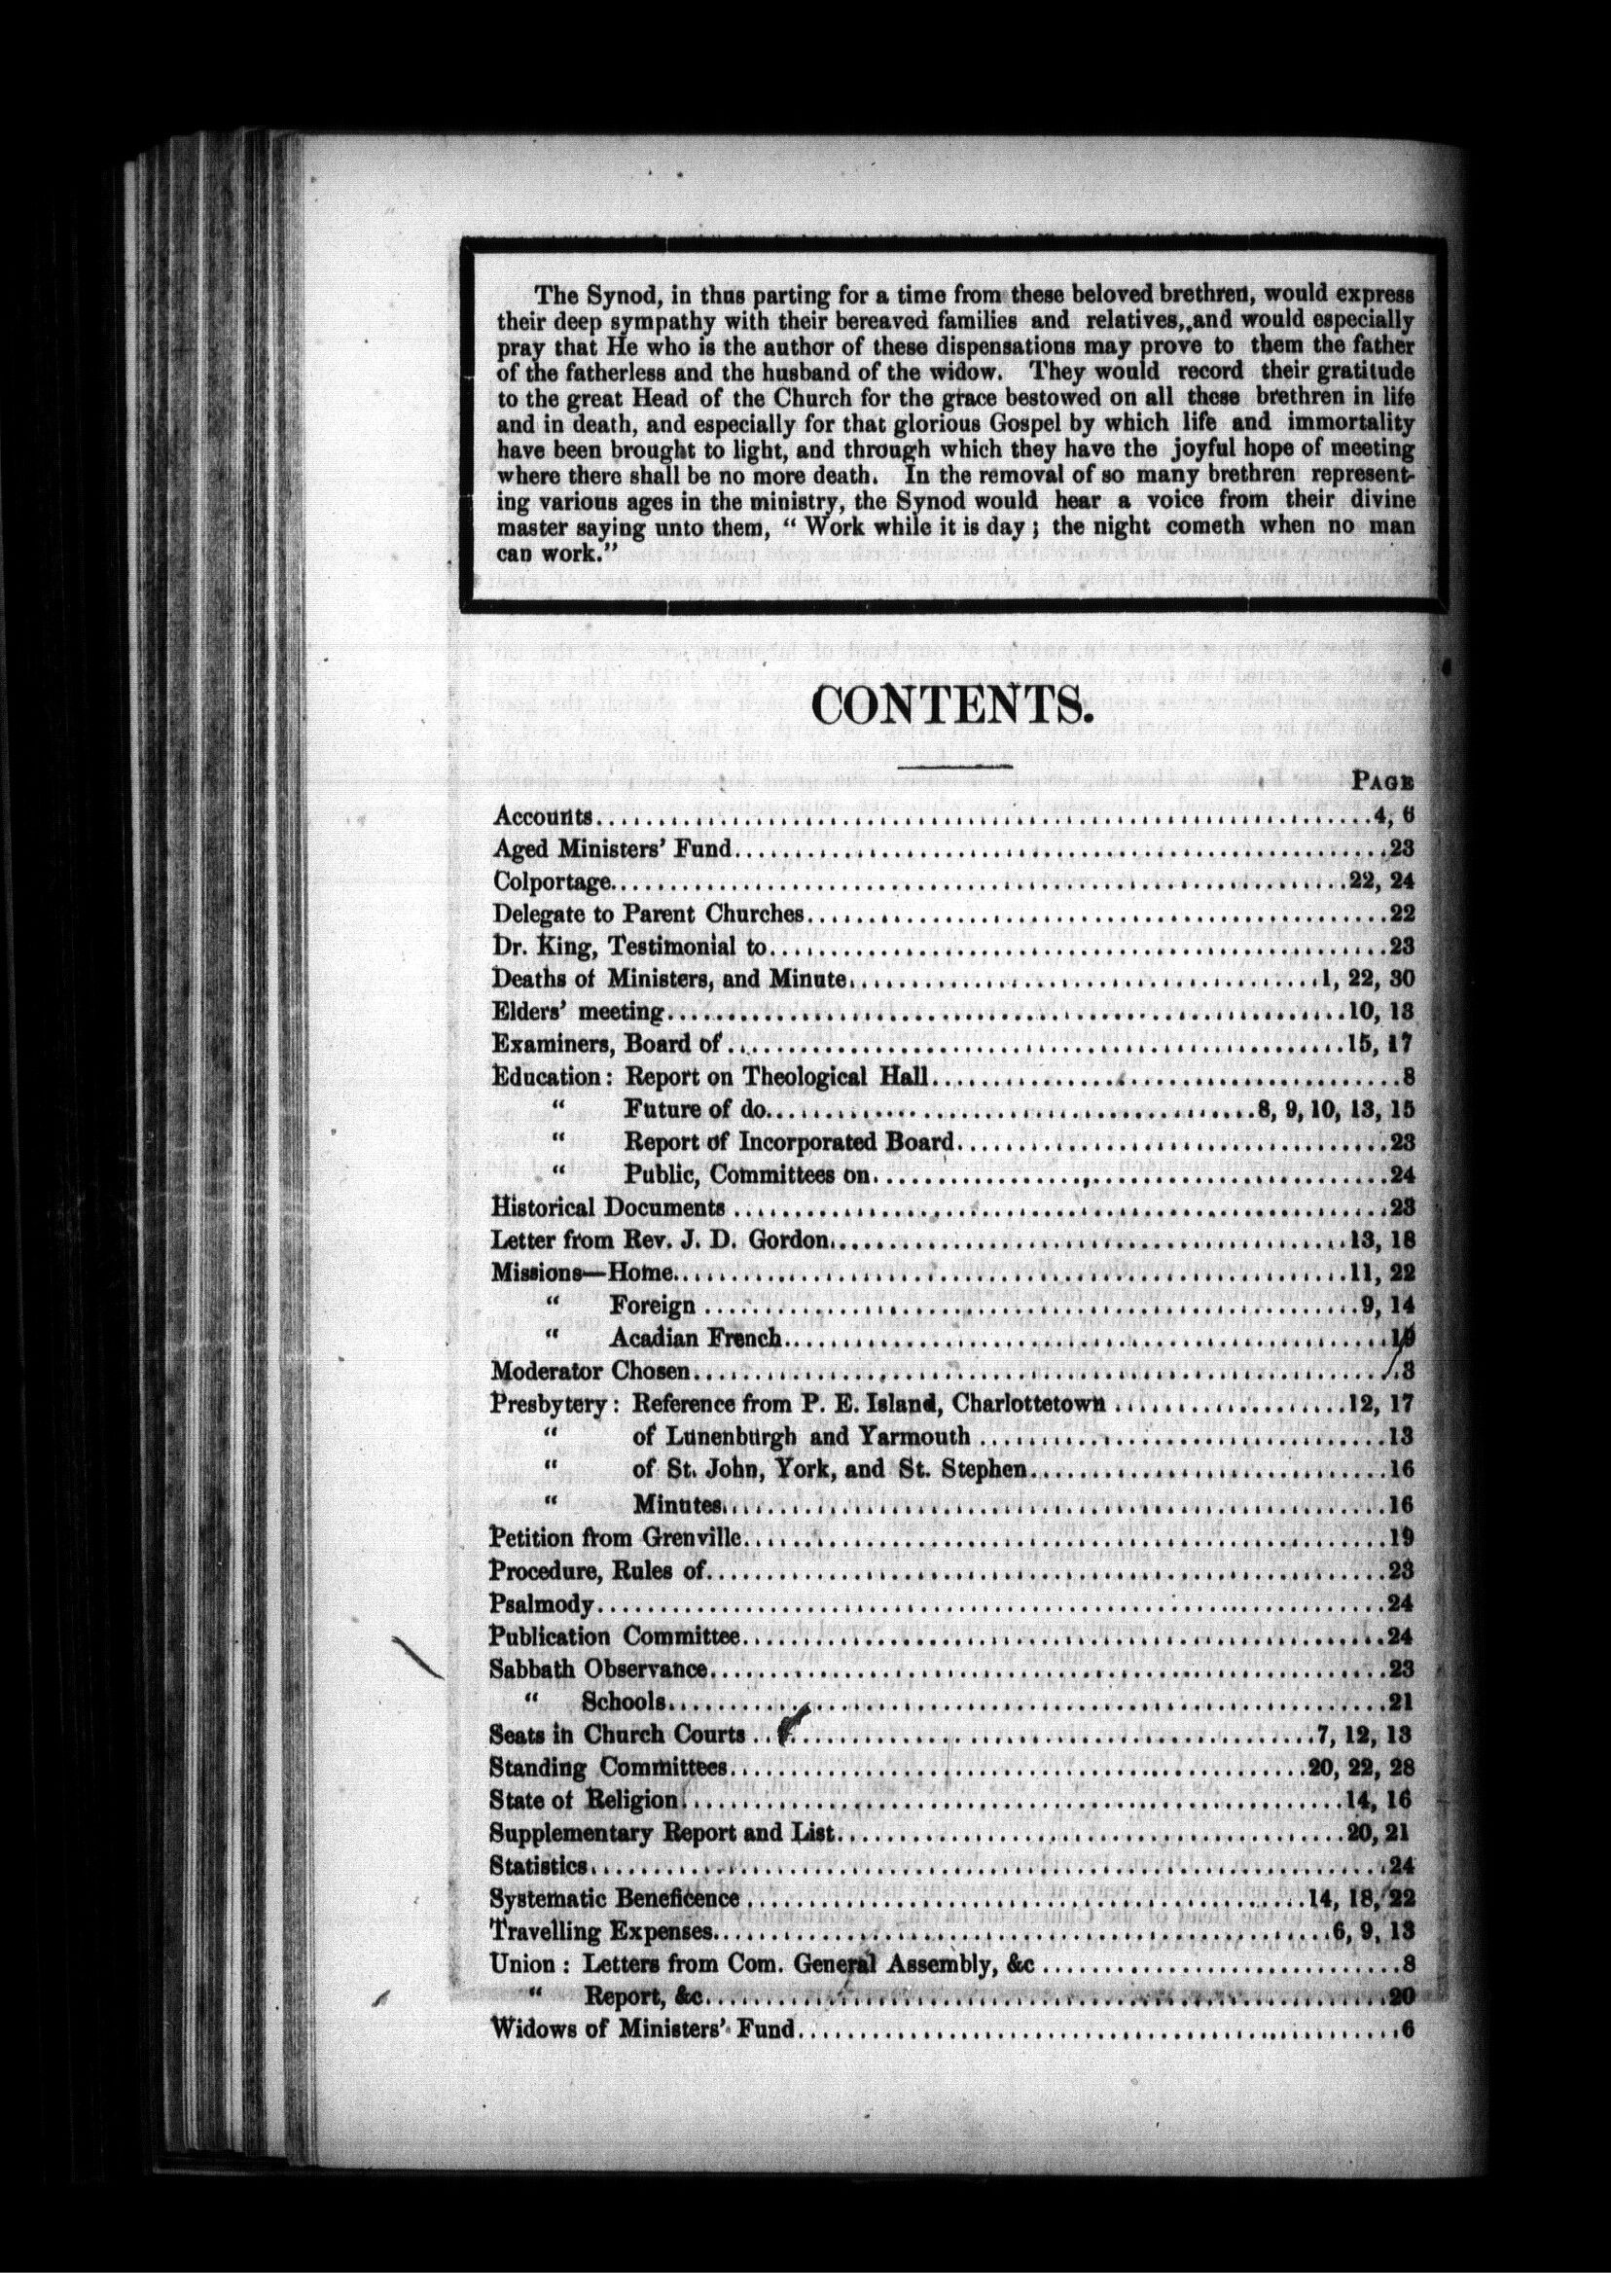 The Synod, in thus parting for a time from these beloved brethren, would express
their deep sympathy with their bereaved families and relatives, and would especially
pray that He who is the author of these dispensations may prove to them the father
of the fatherless and the husband of the widow. They would record their gratitude
to the great Head of the Church for the grace bestowed on all these brethren in life
and in death, and especially for that glorious Gospel by which life and immortality
have been brought to light, and through which they have the joyful hope of meeting
where there shall be no more death. In the removal of so many brethren represent-
ing various ages in the ministry, the Synod would hear a voice from their divine
master saying unto them, “ Work while it is day ; the night cometh when no man
can work.”
CONTENTS.
PAGE
Accounts....4, 6
Aged Ministers’ Fund....23
Colportage....22, 24
Delegate to Parent Churches....22
Dr. King, Testimonial to....23
Deaths of Ministers, and Minute....1, 22, 30
Elders’ meeting....10, 13
Examiners, Board of....15, 17
Education : Report on Theological Hall....8
“ Future of do....8, 9, 10, 13, 15
“ Report of Incorporated Board....23
“ Public, Committees on....24
Historical Documents....23
Letter from Rev. J. D. Gordon....13, 18
Missions—Home....11, 22
“ Foreign....9, 14
“ Acadian French....
Moderator Chosen....3
Presbytery : Reference from P. E. Island, Charlottetown....12, 17
“ of Lunenburgh and Yarmouth....13
“ of St. John, York, and St. Stephen....16
“ Minutes....16
Petition from Grenville....19
Procedure, Rules of....23
Psalmody....24
Publication Committee....24
Sabbath Observance....23
“ Schools....21
Seats in Church Courts....7, 12, 13
Standing Committees....20, 22, 28
State of Religion....14, 16
Supplementary Report and List....20, 21
Statistics....24
Systematic Beneficence....14, 18, 22
Travelling Expenses....6, 9, 13
Union : Letters from Com. General Assembly, &c....8
“ Report, &c....20
Widows of Ministers’ Fund....6